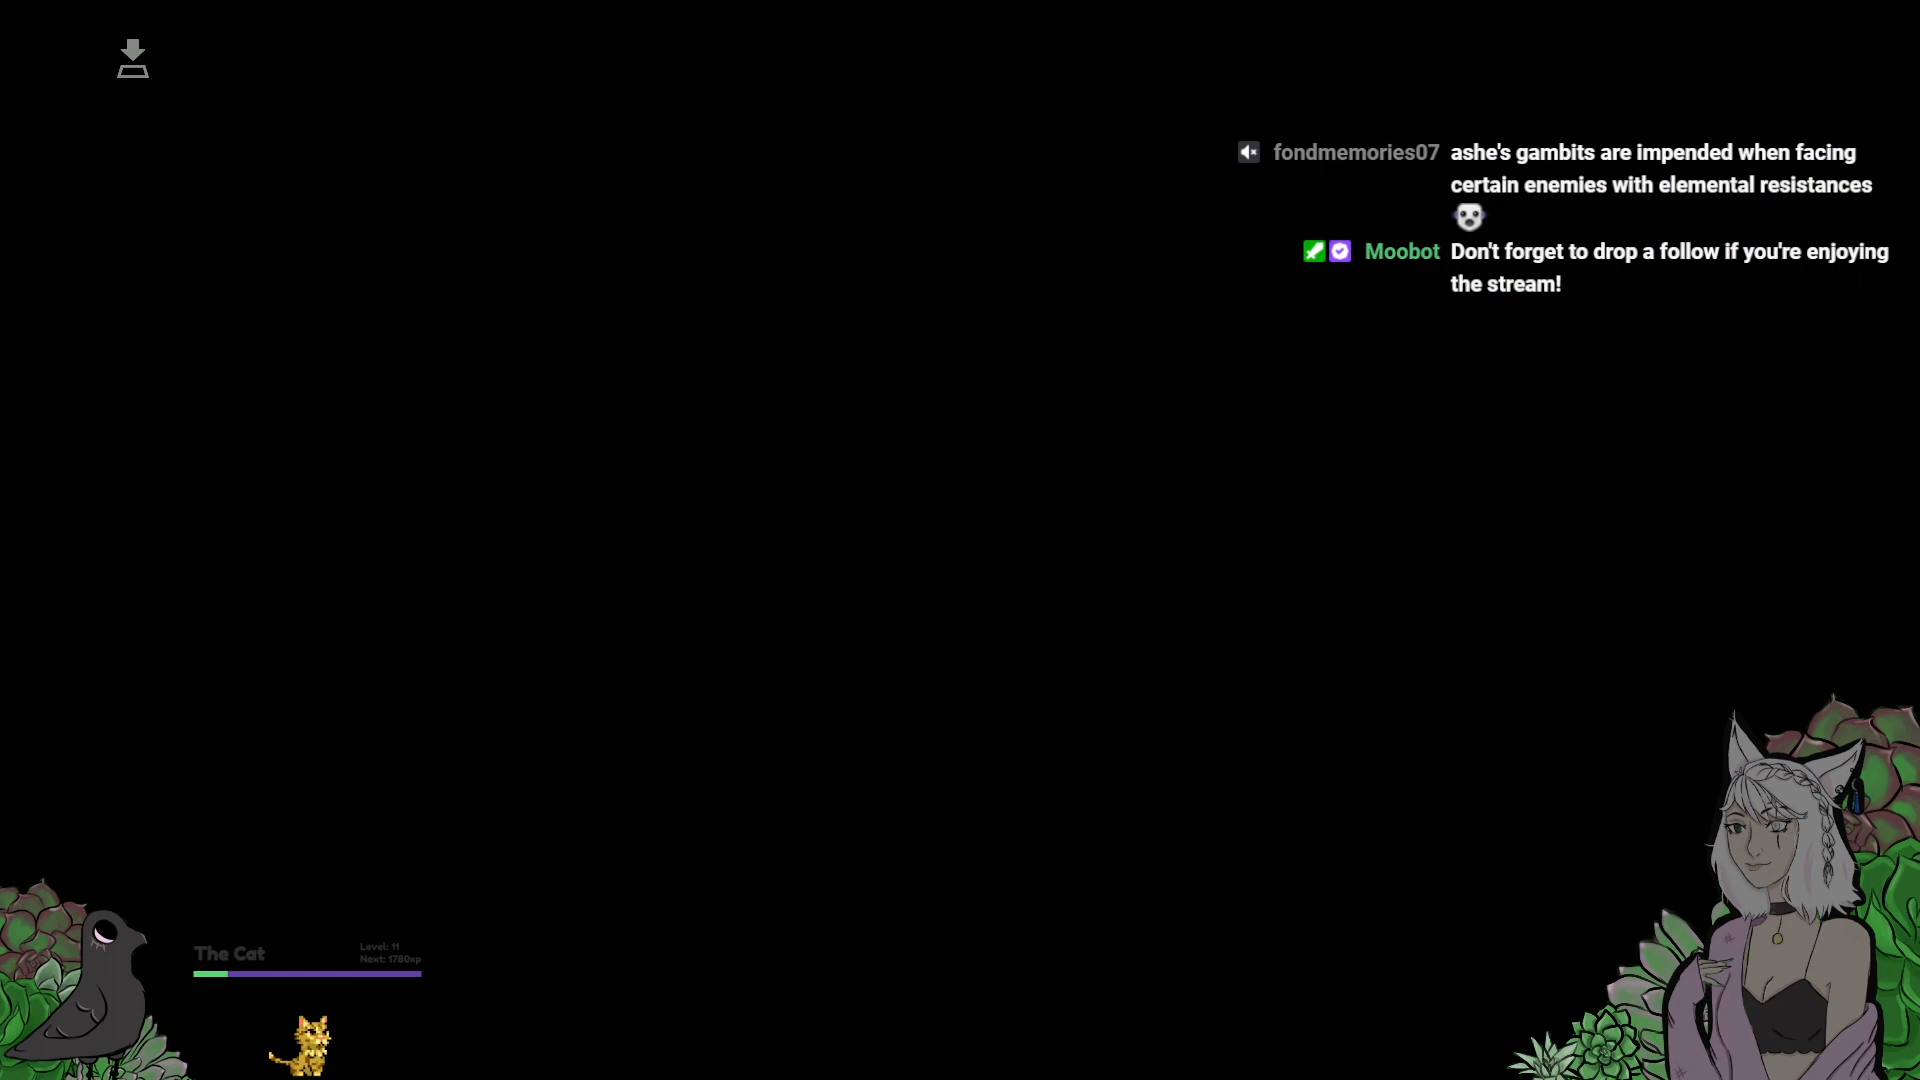 fondmemories07 ashe's gambits are impended when facing
certain enemies with elemental resistances
Moobot Don't forget to drop a follow if you're enjoying
the stream!
The Cat
Level: 11
Next: 1780xp